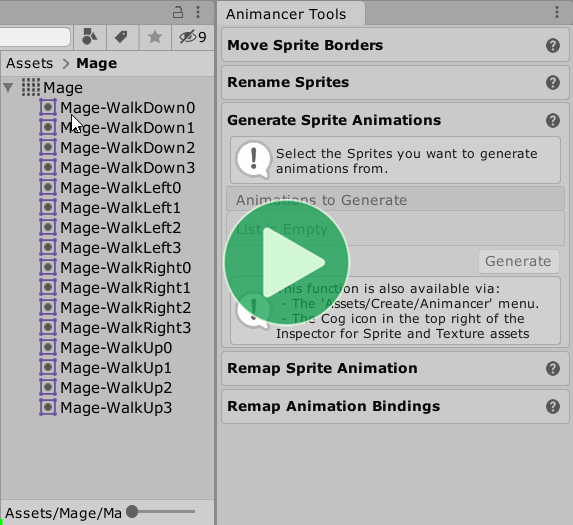 9
Assets > Mage
Mage
Mage-WalkDown0
Mage-WalkDown1
Mage-WalkDown2
Mage-WalkDown3
Mage-WalkLeft0
Mage-WalkLeft1
Mage-WalkLeft2
Mage-WalkLeft3
Mage-WalkRight0
Mage-WalkRight1
Mage-WalkRight2
Mage-WalkRight3
Mage-WalkUp0
Mage-WalkUp1
Mage-WalkUp2
Mage-WalkUp3
Assets/Mage/Ma
Animancer Tools
Move Sprite Borders
Rename Sprites
Generate Sprite Animations
Select the Sprites you want to generate
animations from.
Animations to Generate
List is Empty
Generate
This function is also available via:
- The 'Assets/Create/Animancer' menu.
- The Cog icon in the top right of the
Inspector for Sprite and Texture assets
Remap Sprite Animation
Remap Animation Bindings